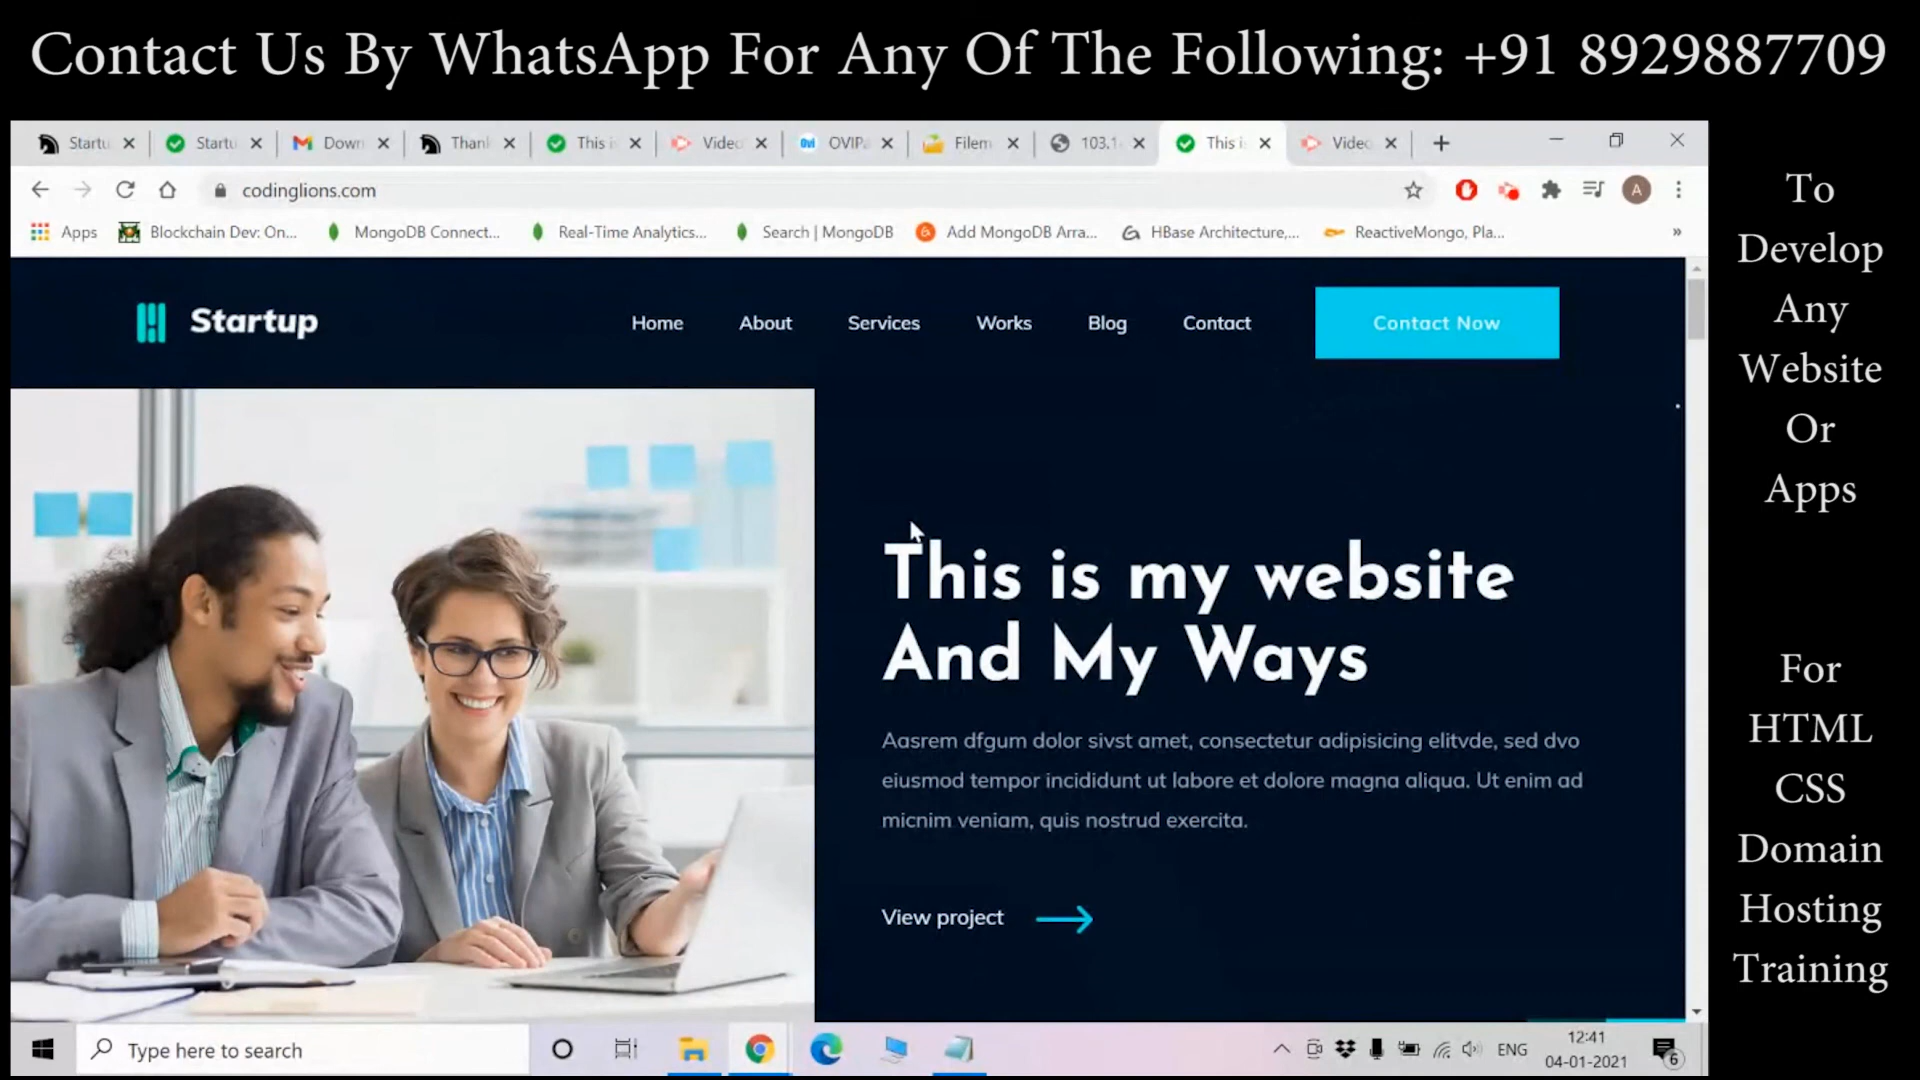 Contact Us By WhatsApp For Any Of The Following: +91 8929887709
Startu
Startu
Down
Thank
This i
Video
OVIPa
Filem
103.1
This i
Video
codinglions.com
A
Apps
Blockchain Dev: On...
MongoDB Connect...
Real-Time Analytics...
Search | MongoDB
Add MongoDB Arra...
HBase Architecture,...
ReactiveMongo, Pla...
»
Startup
Home
About
Services
Works
Blog
Contact
Contact Now
This is my website
And My Ways
Aasrem dfgum dolor sivst amet, consectetur adipisicing elitvde, sed dvo
eiusmod tempor incididunt ut labore et dolore magna aliqua. Ut enim ad
micnim veniam, quis nostrud exercita.
View project
Type here to search
ENG
12:41
04-01-2021
6
To
Develop
Any
Website
Or
Apps
For
HTML
CSS
Domain
Hosting
Training